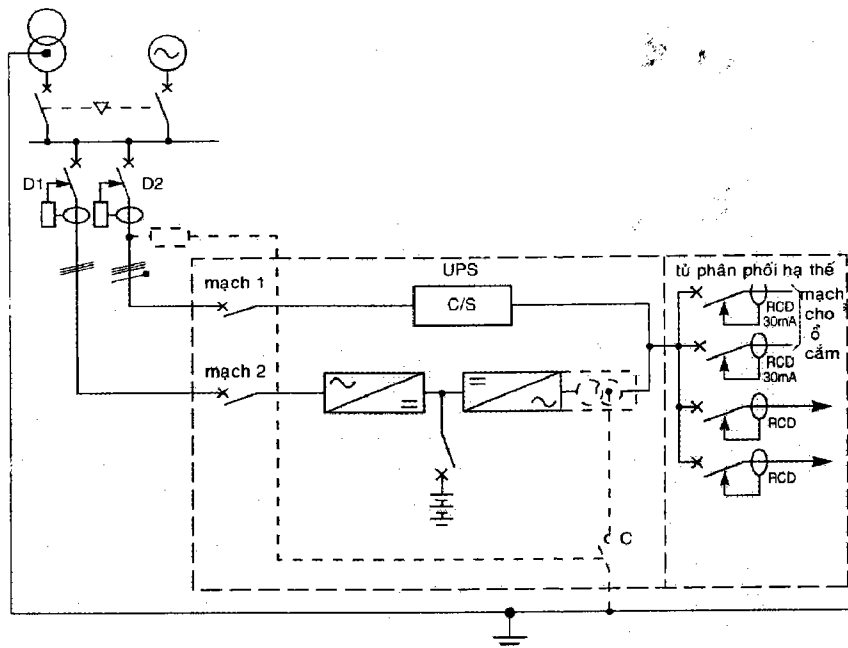 D1
D2
mạch 1
UPS
C/S
mạch 2
C
tủ phân phối hạ thế
RCD
30mA
mạch
cho
ổ
cắm
RCD
30mA
RCD
RCD